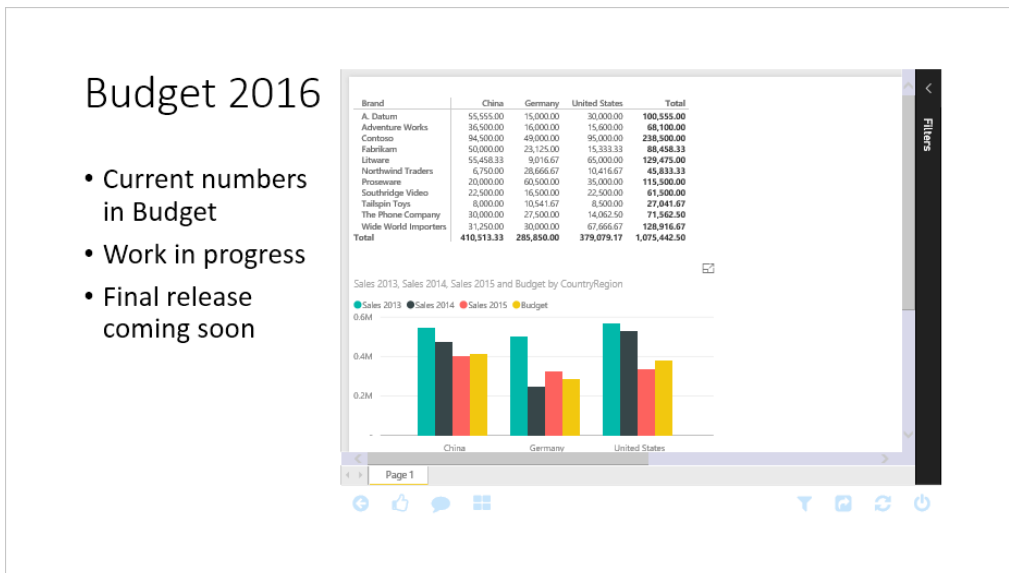 Budget 2016
• Current numbers
in Budget
• Work in progress
• Final release
coming soon
Brand China Germany United States Total
A. Datum 55,555.00 15,000.00 30,000.00 100,555.00
Adventure Works 36,500.00 16,000.00 15,600.00 68,100.00
Contoso 94,500.00 49,000.00 95,000.00 238,500.00
Fabrikam 50,000.00 23,125.00 15,333.33 88,458.33
Litware 55,458.33 9,016.67 65,000.00 129,475.00
Northwind Traders 6,750.00 28,666.67 10,416.67 45,833.33
Proseware 20,000.00 60,500.00 35,000.00 115,500.00
Southridge Video 22,500.00 16,500.00 22,500.00 61,500.00
Tailspin Toys 8,000.00 10,541.67 8,500.00 27,041.67
The Phone Company 30,000.00 27,500.00 14,062.50 71,562.50
Wide World Importers 31,250.00 30,000.00 67,666.67 128,916.67
Total 410,513.33 285,850.00 379,079.17 1,075,442.50
Sales 2013, Sales 2014, Sales 2015 and Budget by CountryRegion
Sales 2013 Sales 2014 Sales 2015 Budget
0.6M
0.4M
0.2M
-
China Germany United States
Page 1
Filters